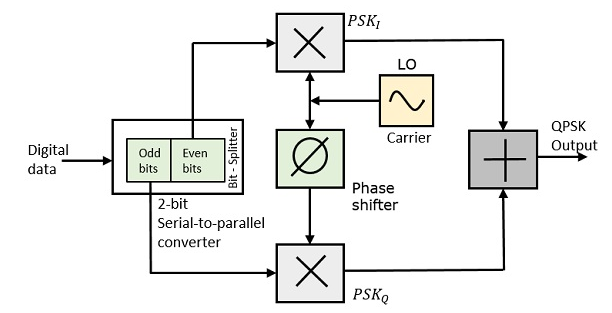 PSK_I
LO
Carrier
Digital
data
Odd
bits
Even
bits
Bit - Splitter
2-bit
Serial-to-parallel
converter
Ø
Phase
shifter
QPSK
Output
PSK_Q